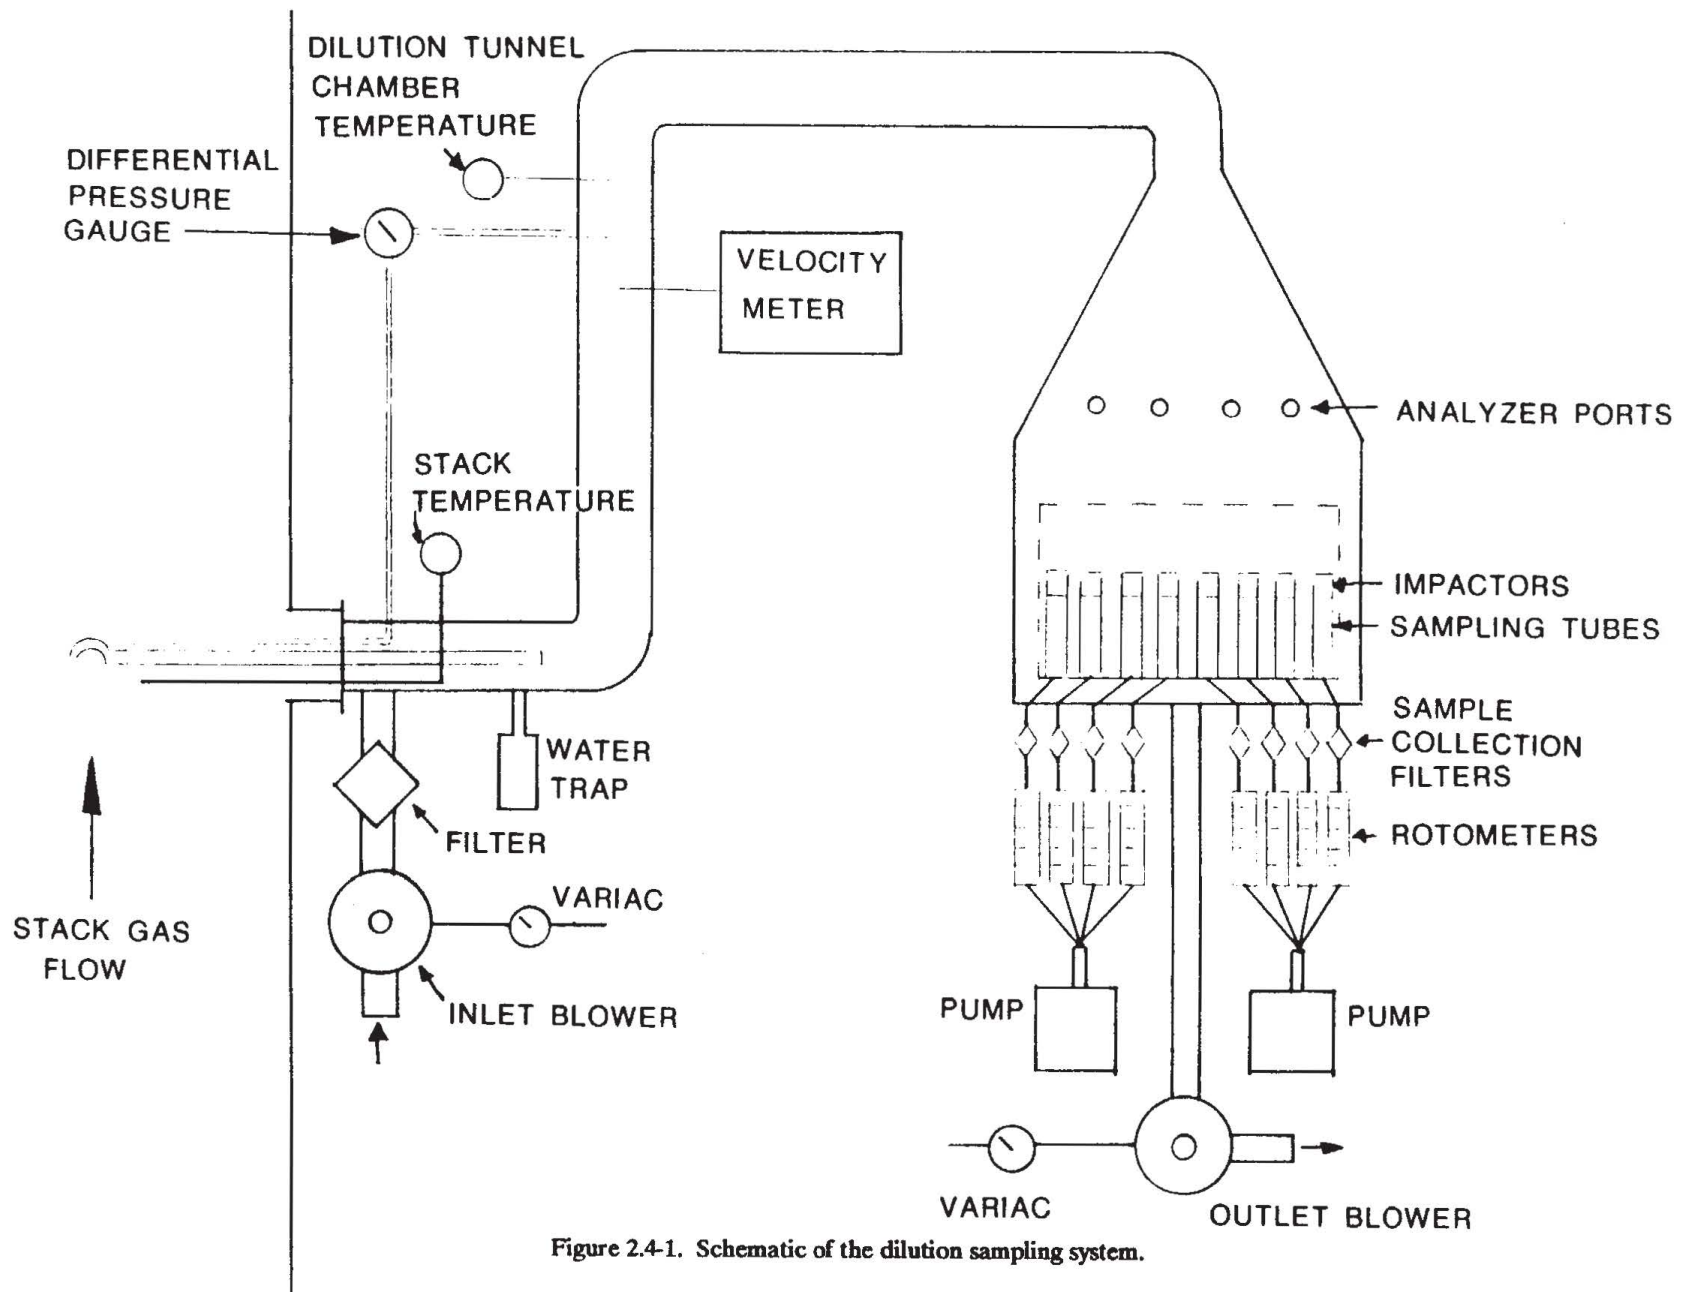 DILUTION TUNNEL
CHAMBER
TEMPERATURE
DIFFERENTIAL
PRESSURE
GAUGE
VELOCITY
METER
ANALYZER PORTS
STACK
TEMPERATURE
IMPACTORS
SAMPLING TUBES
SAMPLE
COLLECTION
FILTERS
WATER
TRAP
FILTER
ROTOMETERS
VARIAC
STACK GAS
FLOW
INLET BLOWER
PUMP
PUMP
VARIAC
OUTLET BLOWER
Figure 2.4-1. Schematic of the dilution sampling system.